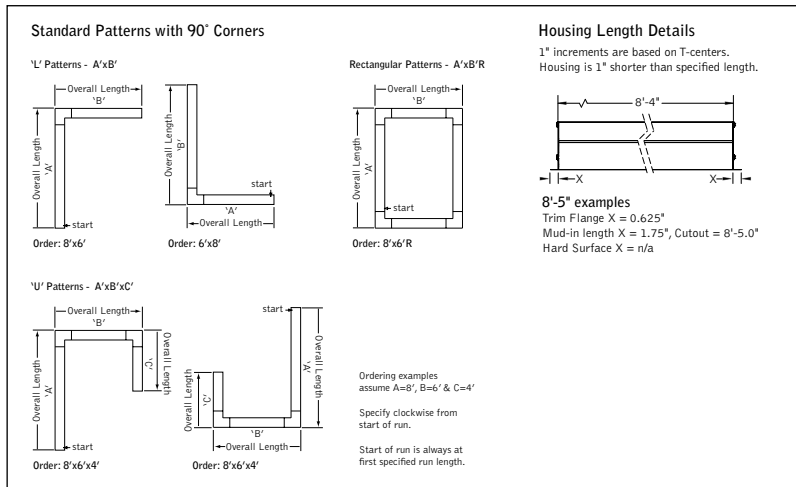 Standard Patterns with 90° Corners
'L' Patterns - A'xB'
Overall Length
'B'
Overall Length
'A'
start
Order: 8'x6'
Overall Length
'B'
start
'A'
Overall Length
Order: 6'x8'
Rectangular Patterns - A'xB'R
Overall Length
'B'
Overall Length
'A'
start
Order: 8'x6'R
Housing Length Details
1" increments are based on T-centers.
Housing is 1" shorter than specified length.
8'-4"
X
X
8'-5" examples
Trim Flange X = 0.625"
Mud-in length X = 1.75", Cutout = 8'-5.0"
Hard Surface X = n/a
'U' Patterns - A'xB'xC'
Overall Length
'B'
Overall Length
'A'
'C'
Overall Length
start
Order: 8'x6'x4'
start
Overall Length
'C'
'A'
Overall Length
'B'
Overall Length
Order: 8'x6'x4'
Ordering examples
assume A=8', B=6' & C=4'
Specify clockwise from
start of run.
Start of run is always at
first specified run length.